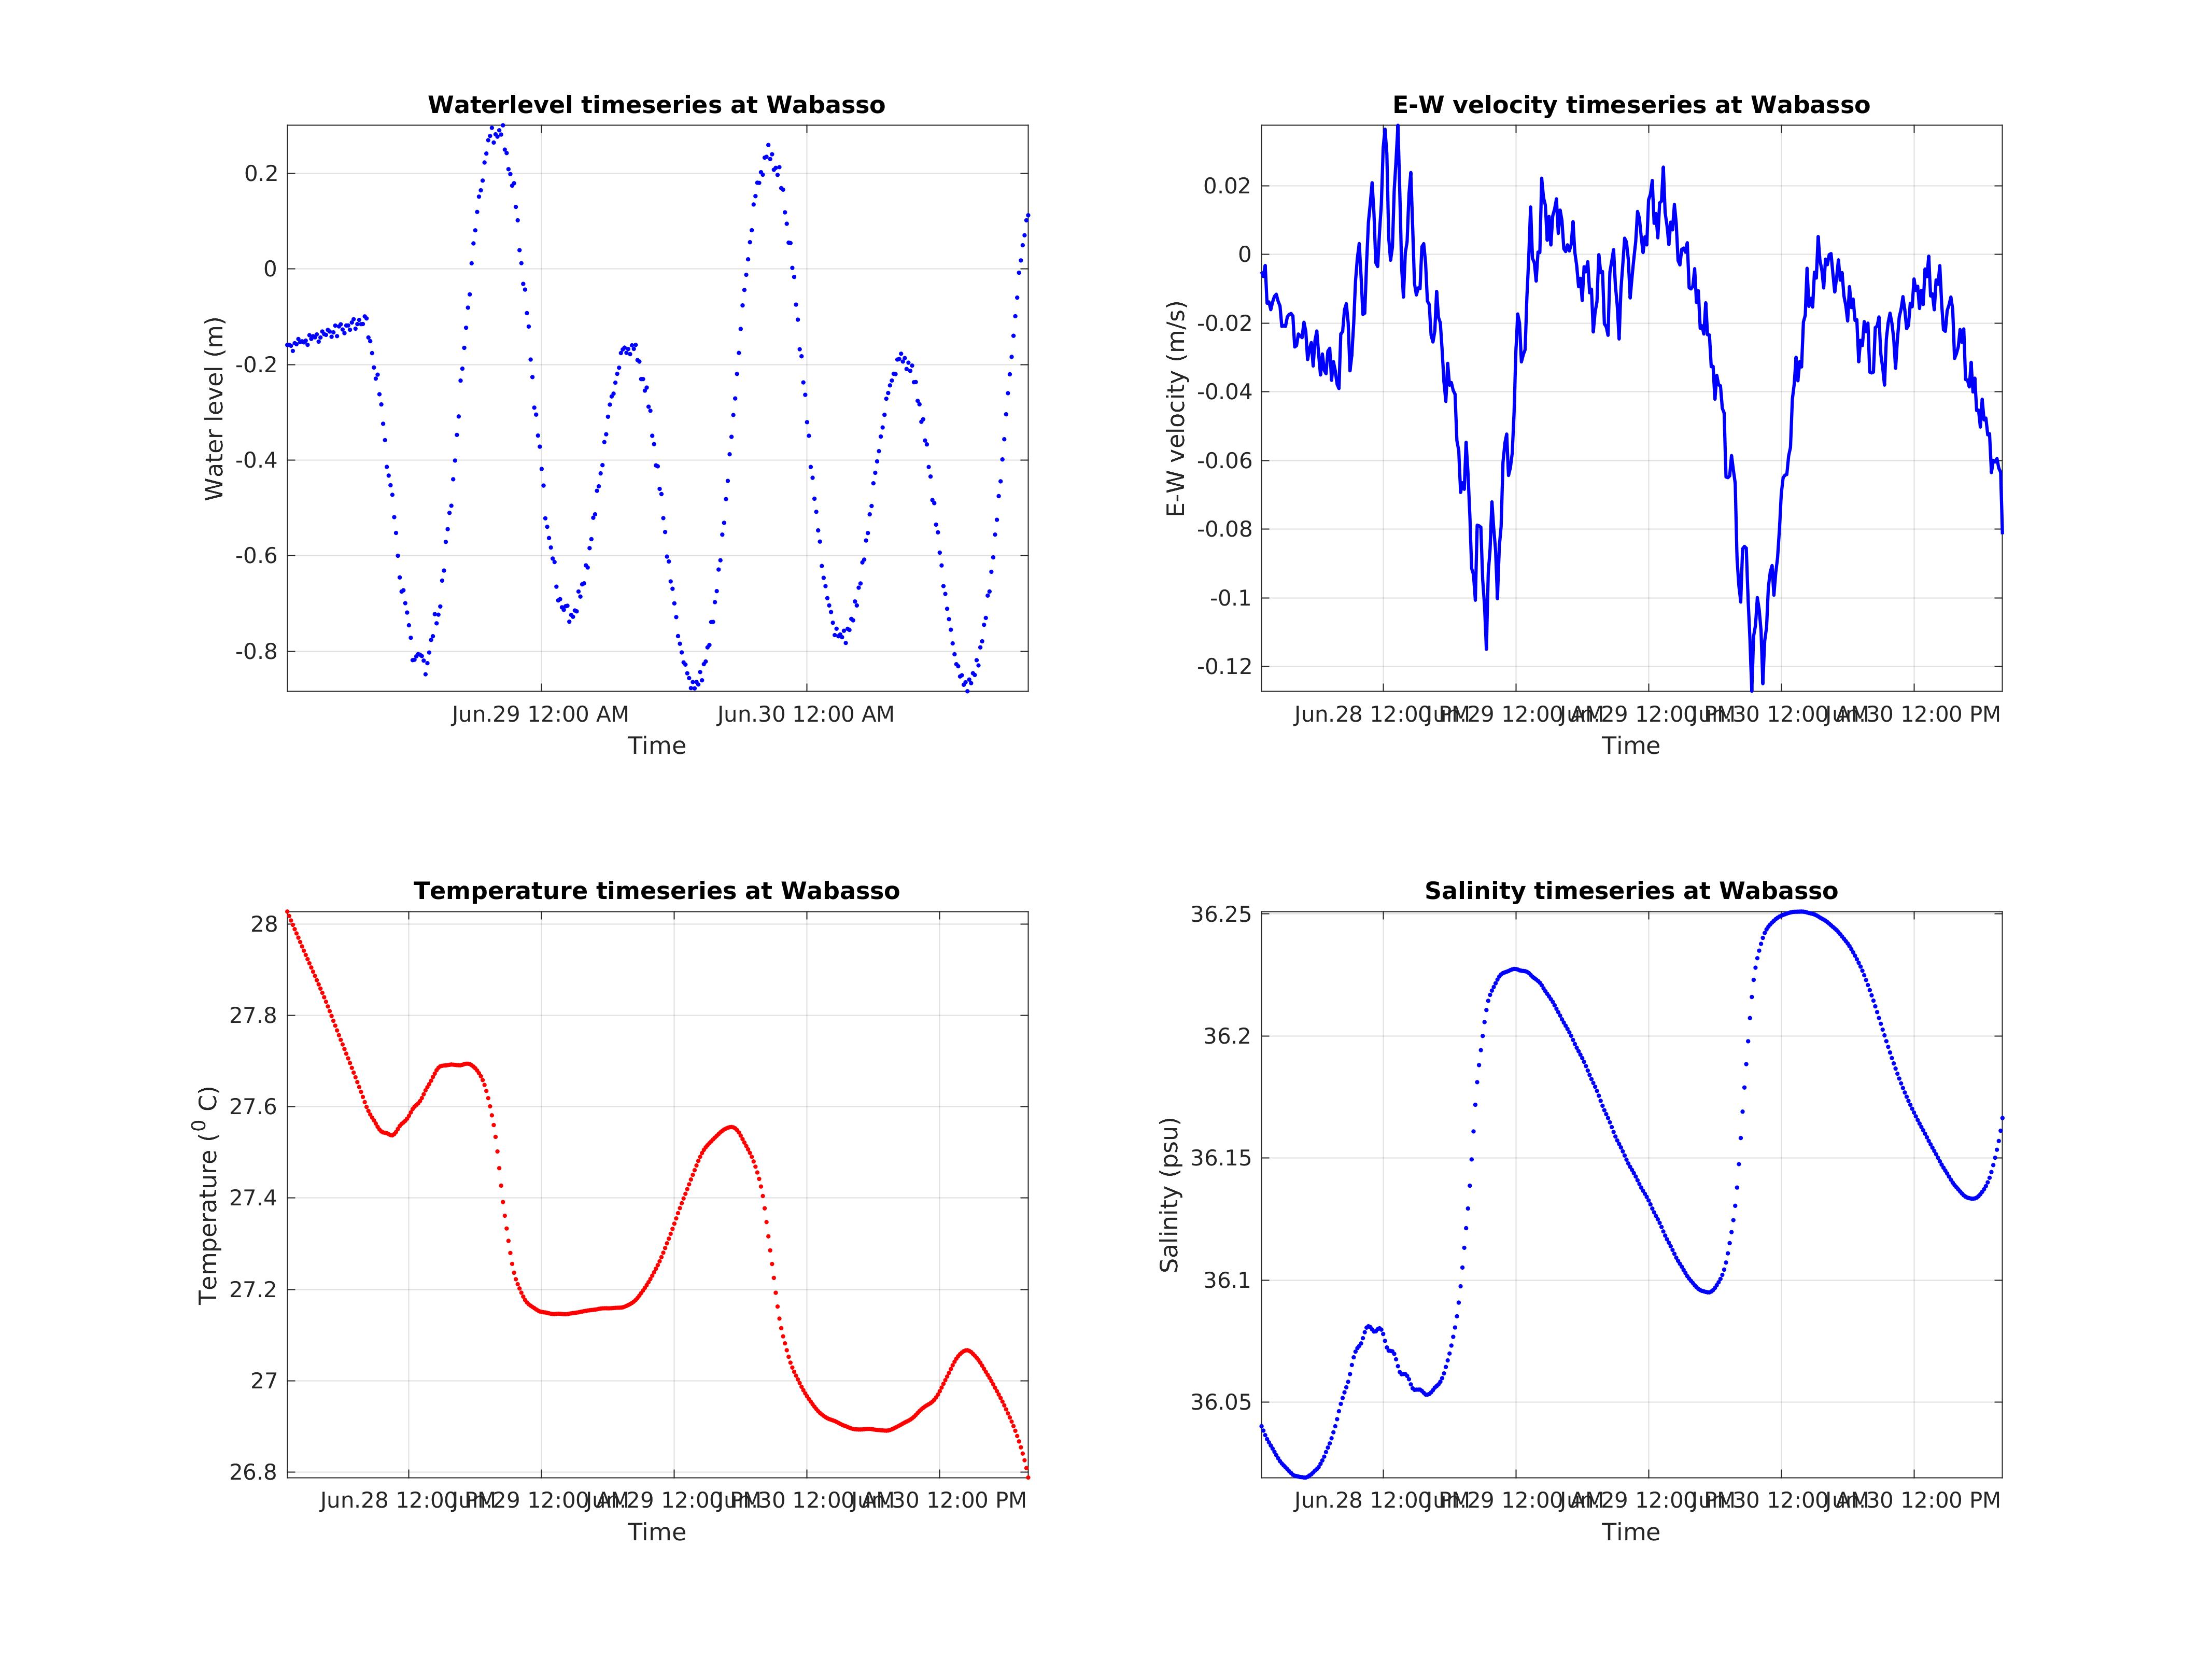 Waterlevel timeseries at Wabasso
0.2
0
-0.2
-0.4
-0.6
-0.8
Water level (m)
Jun.29 12:00 AM Jun.30 12:00 AM
Time
E-W velocity timeseries at Wabasso
0.02
0
-0.02
-0.04
-0.06
-0.08
-0.1
-0.12
E-W velocity (m/s)
Jun.28 12:00 PM Jun.29 12:00 AM Jun.29 12:00 PM Jun.30 12:00 AM Jun.30 12:00 PM
Time
Temperature timeseries at Wabasso
28
27.8
27.6
27.4
27.2
27
26.8
Temperature (⁰ C)
Jun.28 12:00 PM Jun.29 12:00 AM Jun.29 12:00 PM Jun.30 12:00 AM Jun.30 12:00 PM
Time
Salinity timeseries at Wabasso
36.25
36.2
36.15
36.1
36.05
Salinity (psu)
Jun.28 12:00 PM Jun.29 12:00 AM Jun.29 12:00 PM Jun.30 12:00 AM Jun.30 12:00 PM
Time